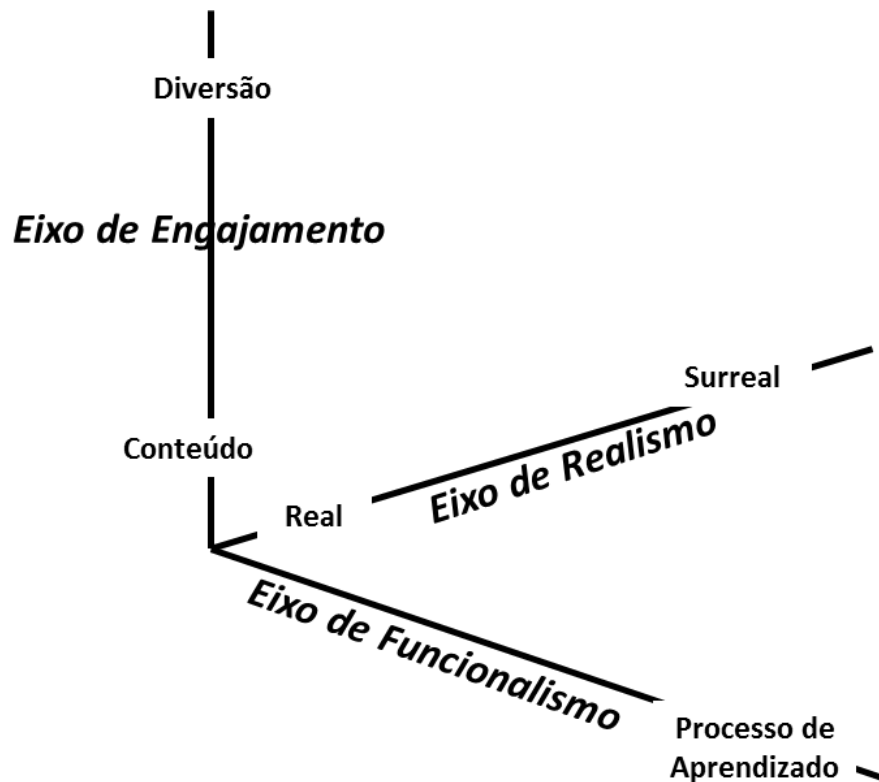 Diversão
Eixo de Engajamento
Surreal
Conteúdo
Eixo de Realismo
Real
Eixo de Funcionalismo
Processo de
Aprendizado